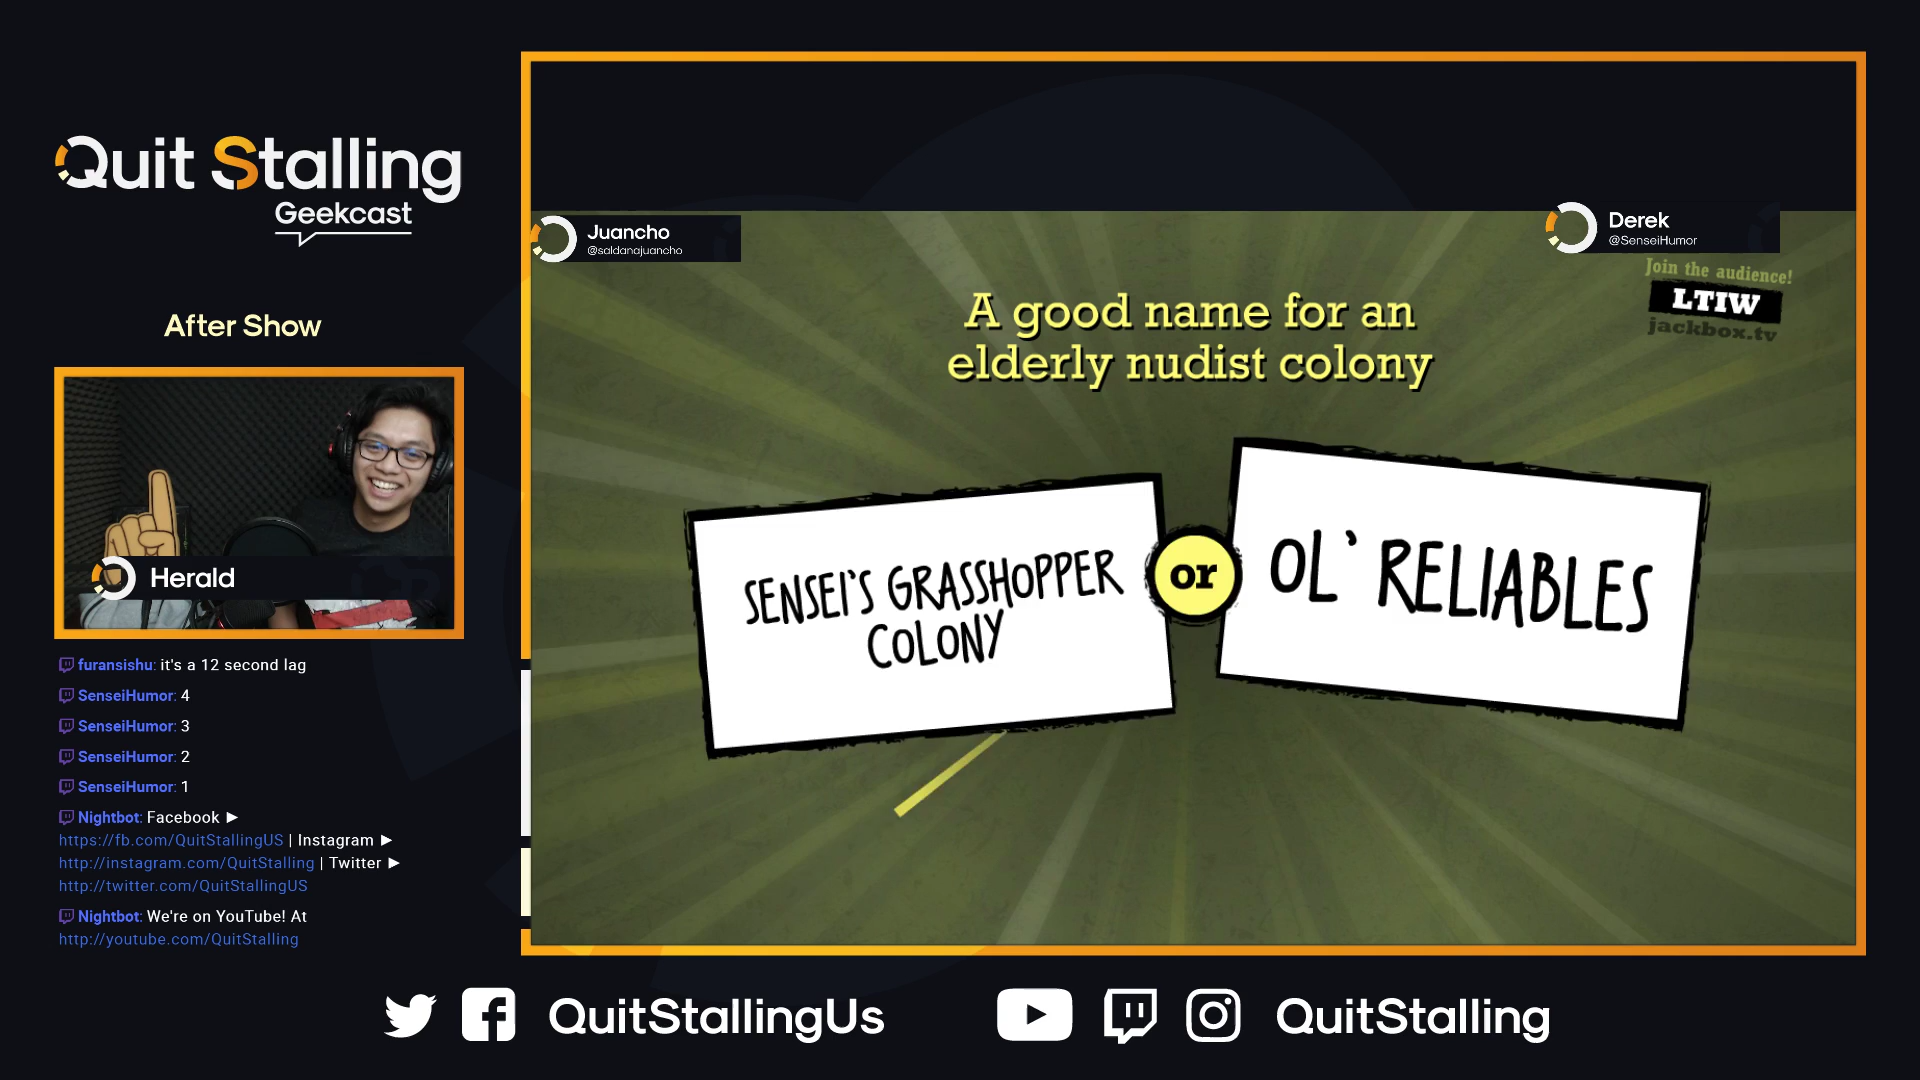 Quit Stalling
Geekcast
After Show
Herald
furansishu: it's a 12 second lag
SenseiHumor: 4
SenseiHumor: 3
SenseiHumor: 2
SenseiHumor: 1
Nightbot: Facebook ►
https://fb.com/QuitStallingUS | Instagram ►
http://instagram.com/QuitStalling | Twitter ►
http://twitter.com/QuitStallingUS
Nightbot: We're on YouTube! At
http://youtube.com/QuitStalling
Juancho
@saldanajuancho
Derek
@SenseiHumor
Join the audience!
LTIW
jackbox.tv
A good name for an
elderly nudist colony
SENSEI'S GRASSHOPPER
COLONY
or
OL' RELIABLES
QuitStallingUs
QuitStalling